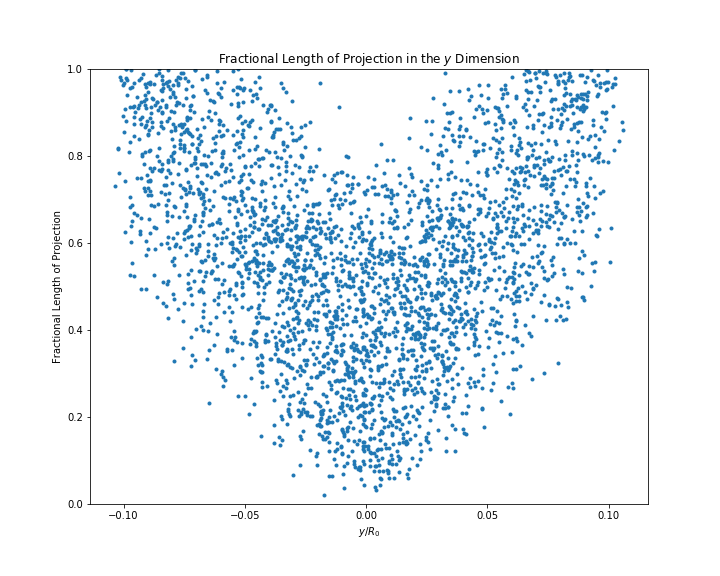 Fractional Length of Projection in the y Dimension
1.0
0.8
0.6
0.4
0.2
0.0
Fractional Length of Projection
−0.10 −0.05 0.00 0.05 0.10
y/R₀